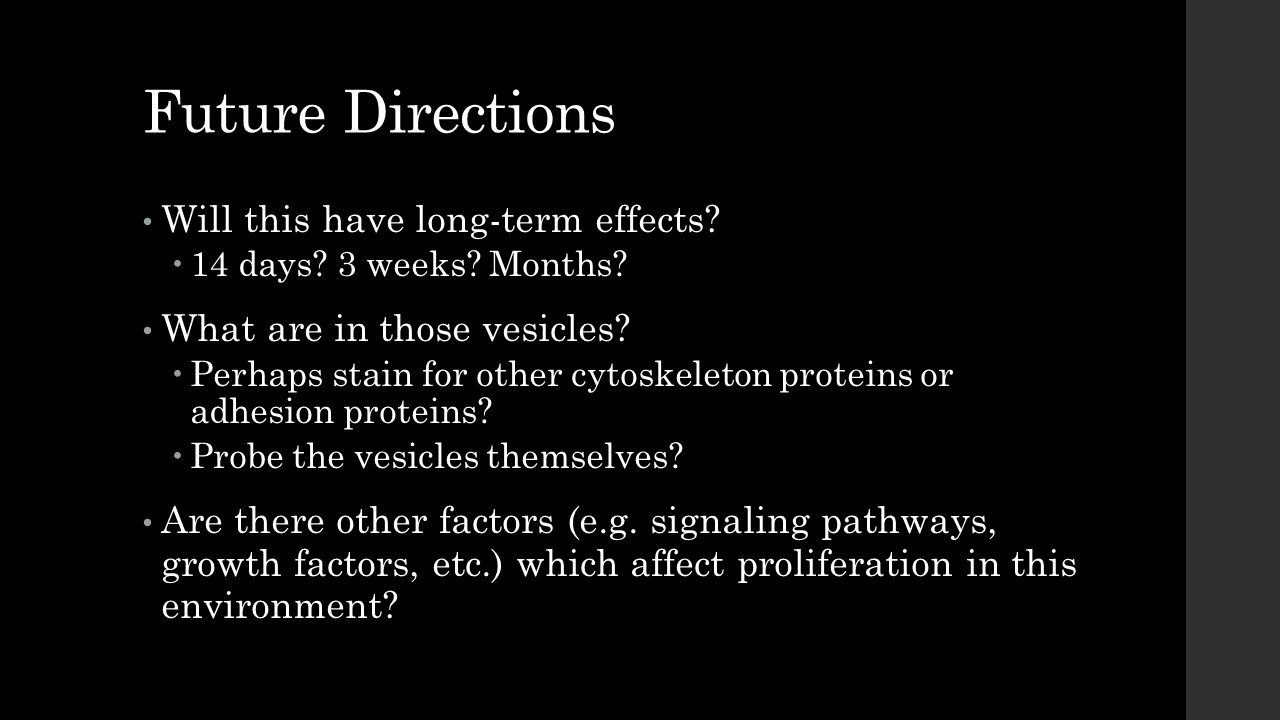 Future Directions
• Will this have long-term effects?
• 14 days? 3 weeks? Months?
• What are in those vesicles?
• Perhaps stain for other cytoskeleton proteins or
adhesion proteins?
• Probe the vesicles themselves?
• Are there other factors (e.g. signaling pathways,
growth factors, etc.) which affect proliferation in this
environment?